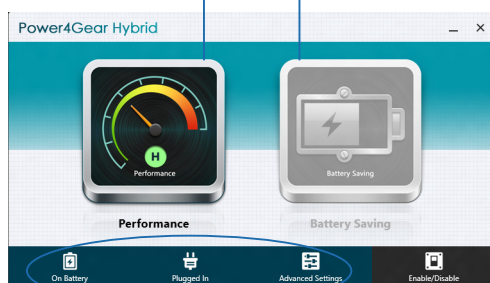 Power4Gear Hybrid
H
Performance
Battery Saving
Performance
Battery Saving
On Battery
Plugged In
Advanced Settings
Enable/Disable